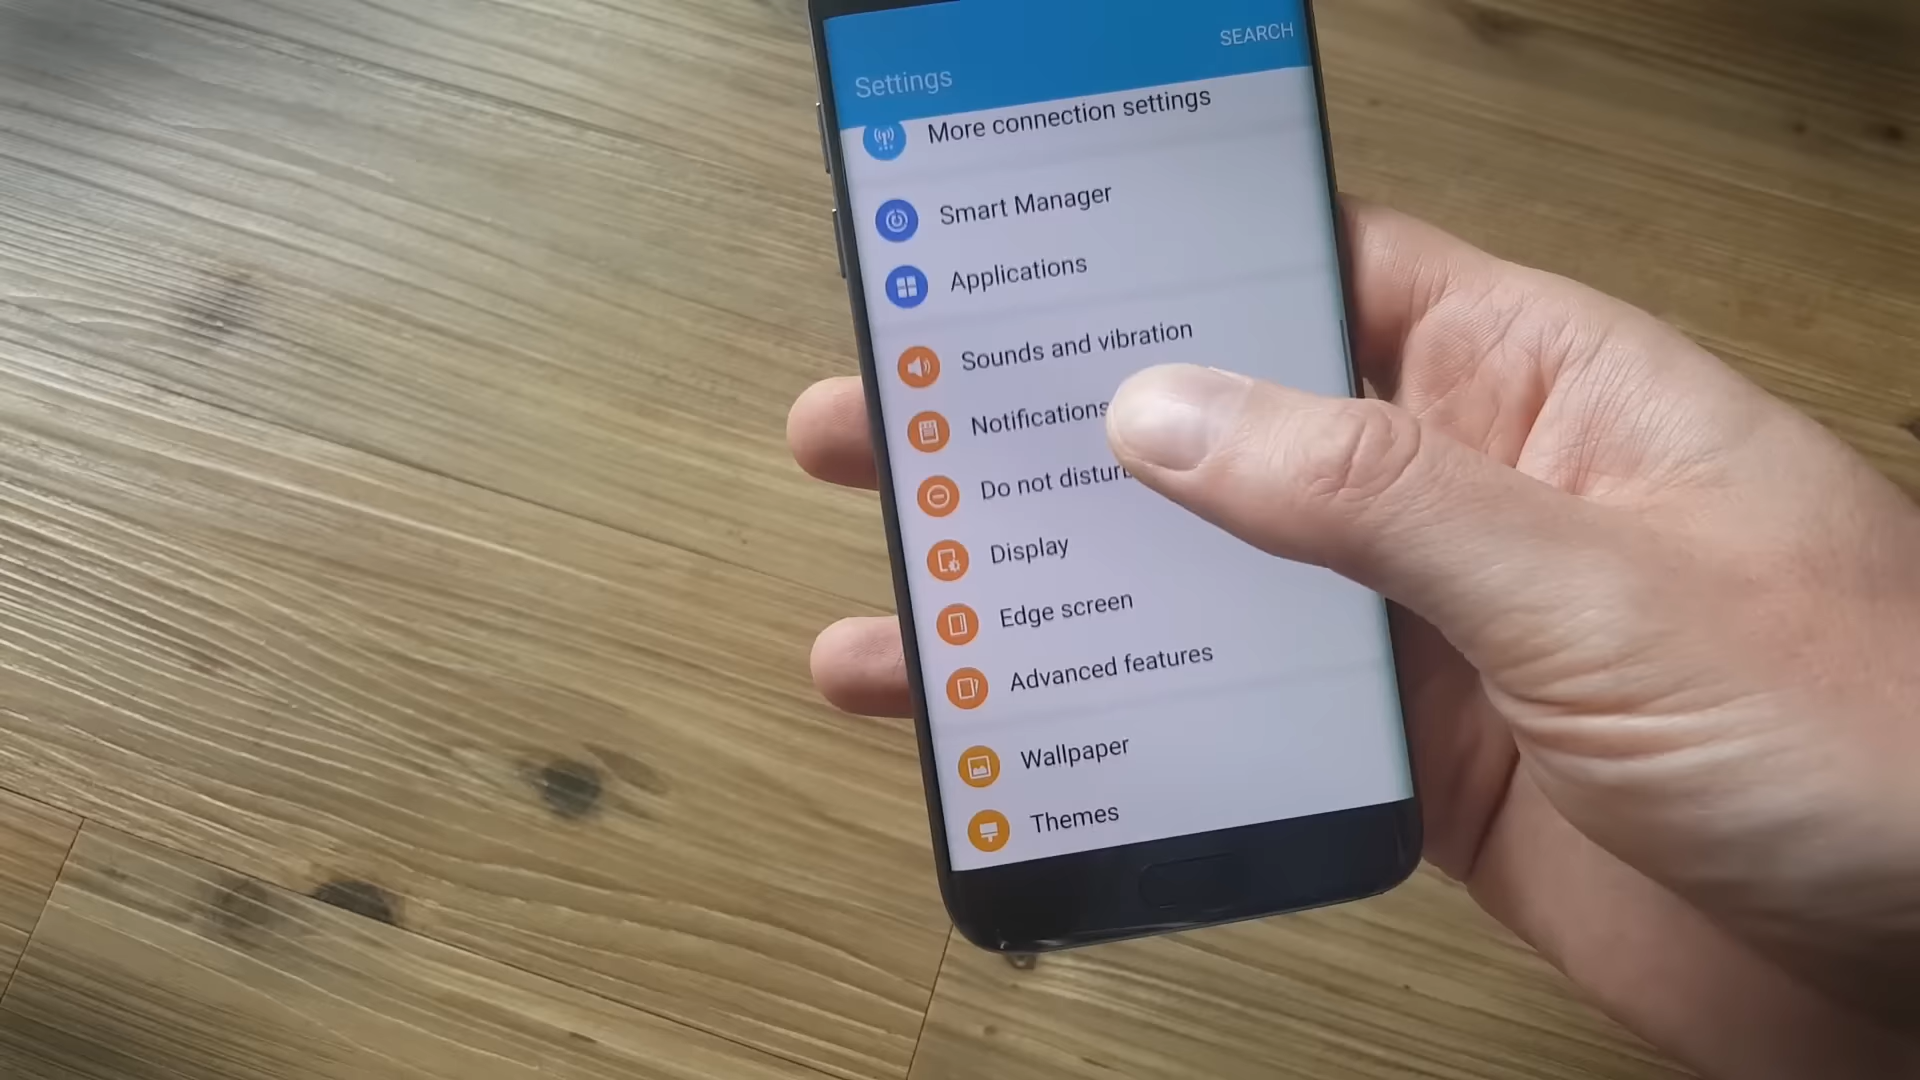 SEARCH
Settings
More connection settings
Smart Manager
Applications
Sounds and vibration
Notifications
Do not disturb
Display
Edge screen
Advanced features
Wallpaper
Themes